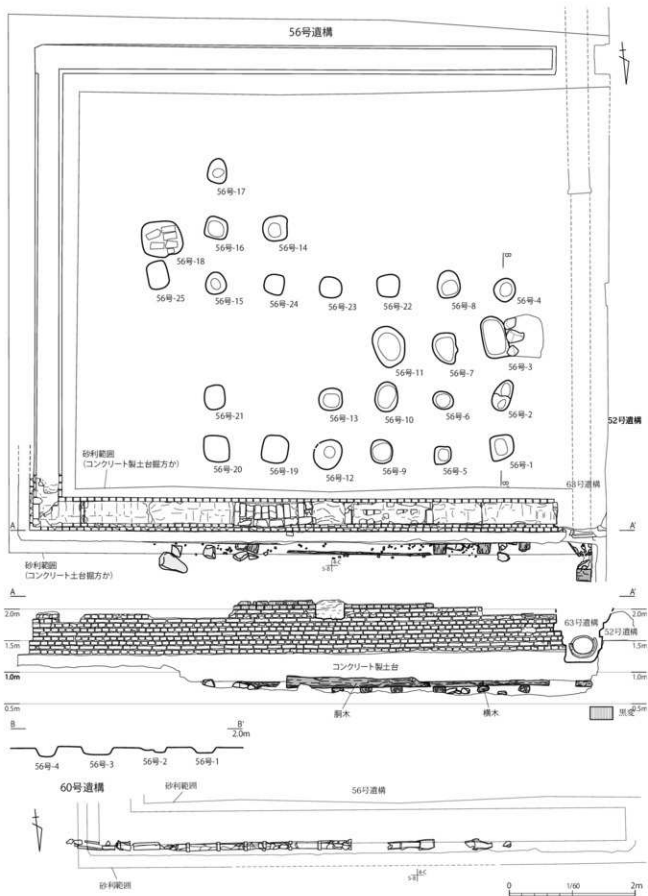 56号遺構
56号-17
56号-16
56号-14
56号-18
56号-25
56号-15
56号-24
56号-23
56号-22
56号-8
56号-4
B
56号-11
56号-7
56号-3
56号-21
56号-13
56号-10
56号-6
56号-2
52号遺構
砂利範囲
(コンクリート製土台掘方か)
56号-20
56号-19
56号-12
56号-9
56号-5
56号-1
63号遺構
A
A'
砂利範囲
(コンクリート土台掘方か)
A
A'
2.0m
2.0m
63号遺構
52号遺構
1.5m
1.5m
コンクリート製土台
1.0m
1.0m
0.5m
0.5m
胴木
横木
黒変
B
B'
2.0m
56号-4
56号-3
56号-2
56号-1
60号遺構
砂利範囲
56号遺構
砂利範囲
0
1/60
2m